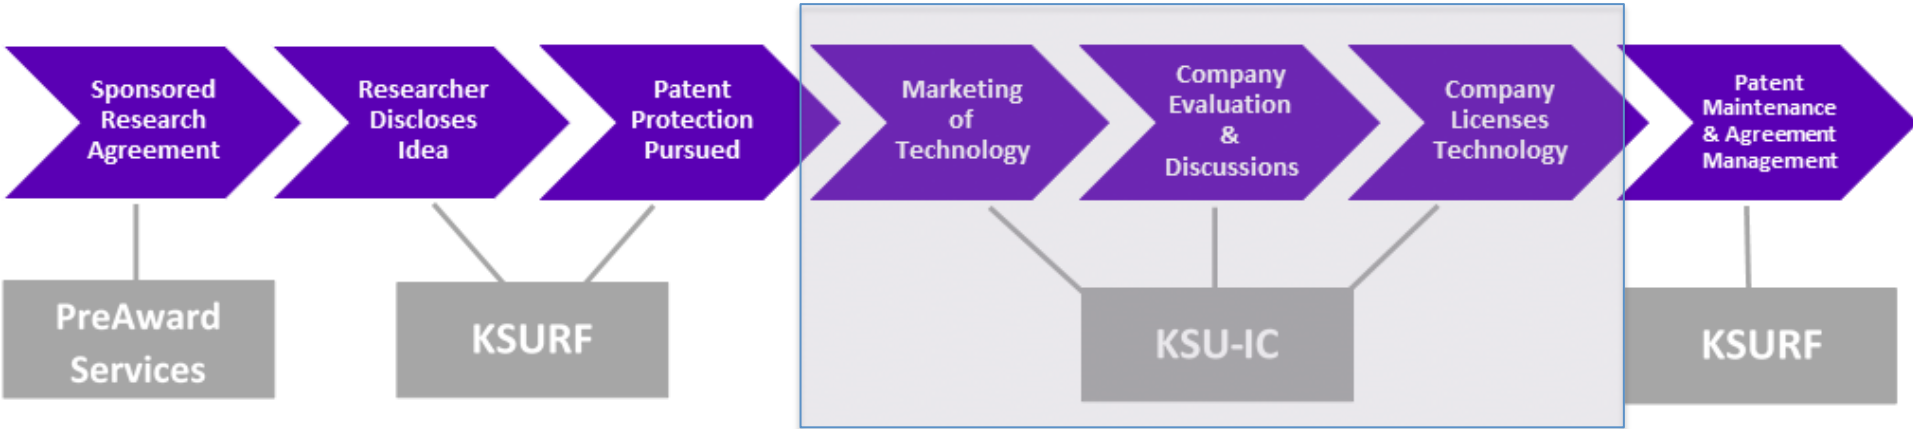 Sponsored
Research
Agreement
Researcher
Discloses
Idea
Patent
Protection
Pursued
Marketing
of
Technology
Company
Evaluation
&
Discussions
Company
Licenses
Technology
Patent
Maintenance
& Agreement
Management
PreAward
Services
KSURF
KSU-IC
KSURF